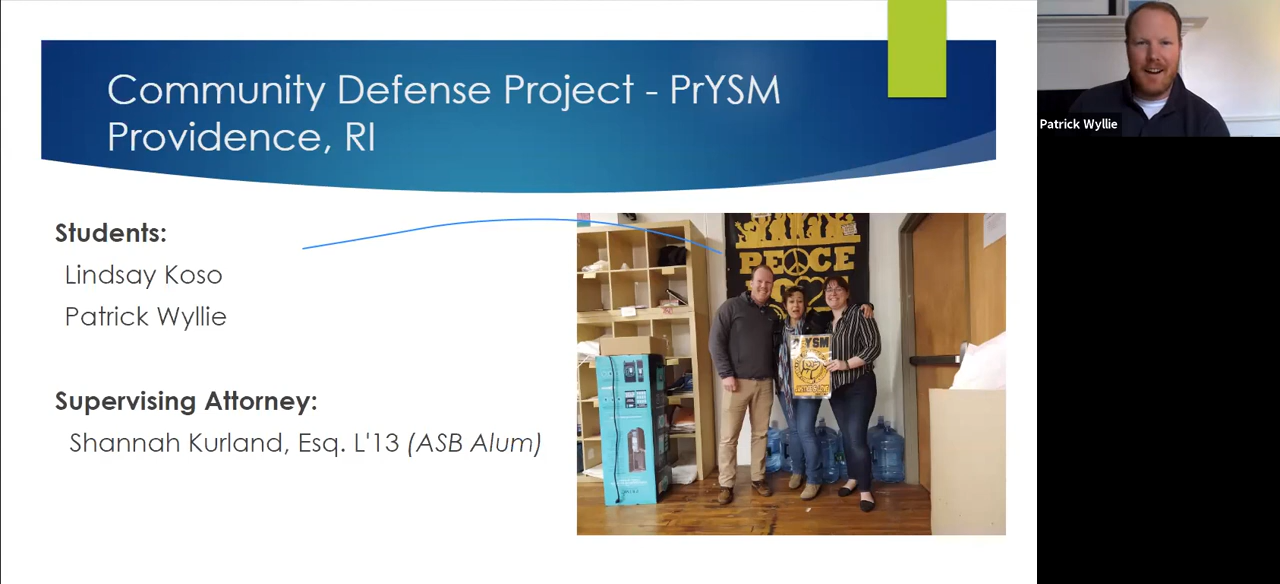 Community Defense Project - PrYSM
Providence, RI
Patrick Wyllie
Students:
Lindsay Koso
Patrick Wyllie
Supervising Attorney:
Shannah Kurland, Esq. L'13 (ASB Alum)
PEACE
PrYSM